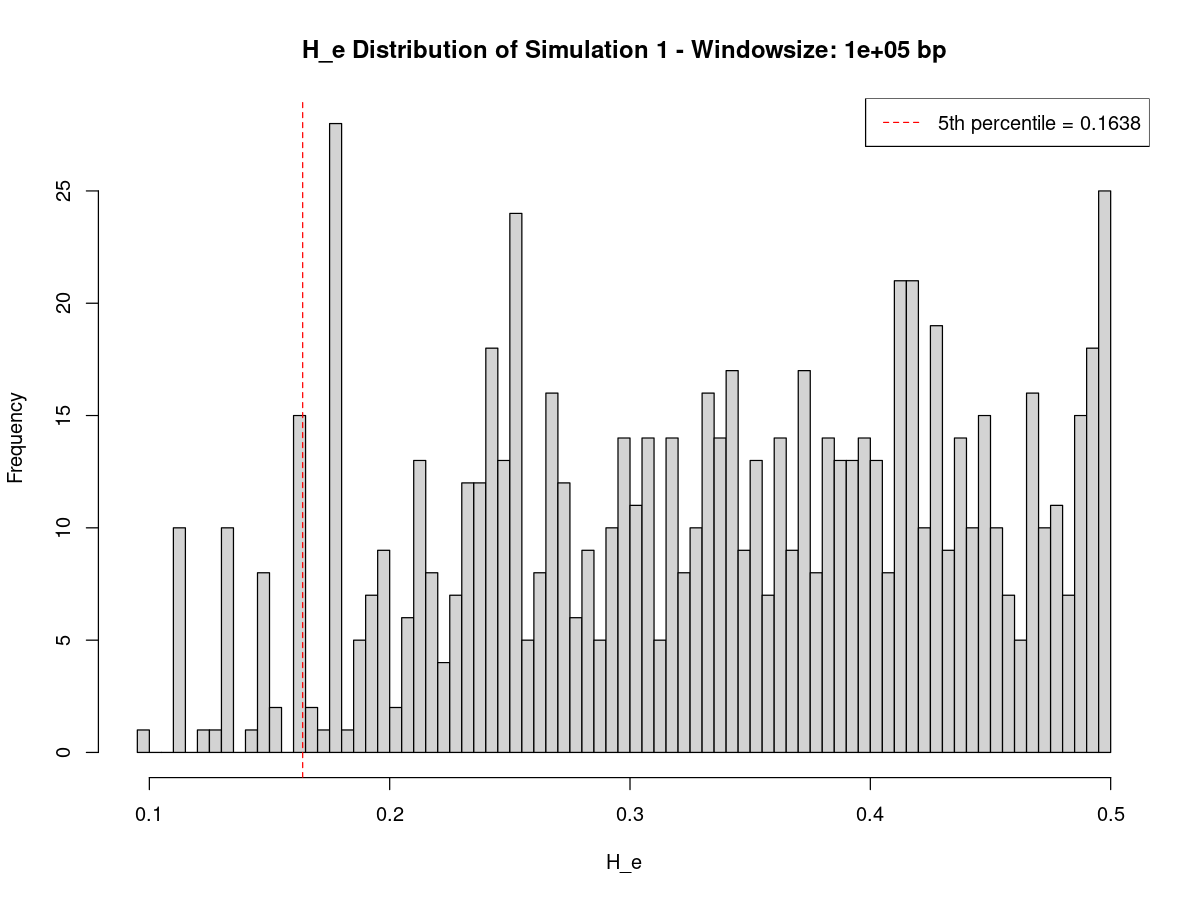 H_e Distribution of Simulation 1 - Windowsize: 1e+05 bp
5th percentile = 0.1638
Frequency
25
20
15
10
5
0
0.1 0.2 0.3 0.4 0.5
H_e